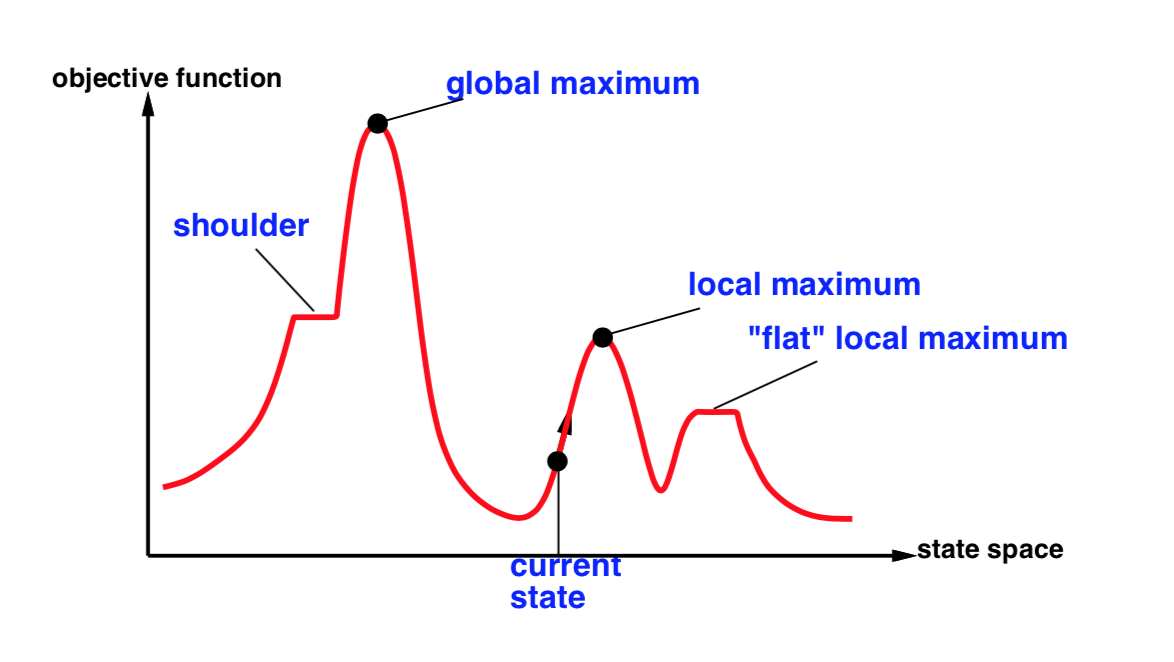 objective function
global maximum
shoulder
local maximum
"flat" local maximum
state space
current
state